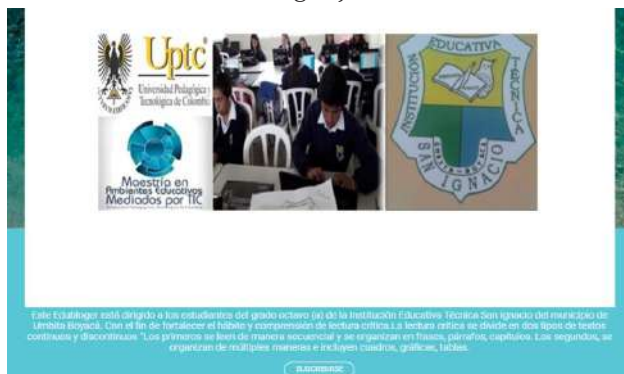 Uptc
Universidad Pedagógica y
Tecnológica de Colombia
Maestría en
Ambientes Educativos
Mediados por TIC
INSTITUCIÓN EDUCATIVA TÉCNICA
UMBITA - BOYACÁ
SAN IGNACIO
Este Edubloger está dirigido a los estudiantes del grado octavo (a) de la Institución Educativa Técnica San Ignacio del municipio de
Umbita Boyacá. Con el fin de fortalecer el hábito y comprensión de lectura crítica.La lectura crítica se divide en dos tipos de textos
continuos y discontinuos "Los primeros se leen de manera secuencial y se organizan en frases, párrafos, capítulos. Los segundos, se
organizan de múltiples maneras e incluyen cuadros, gráficas, tablas.
SUSCRIBASE